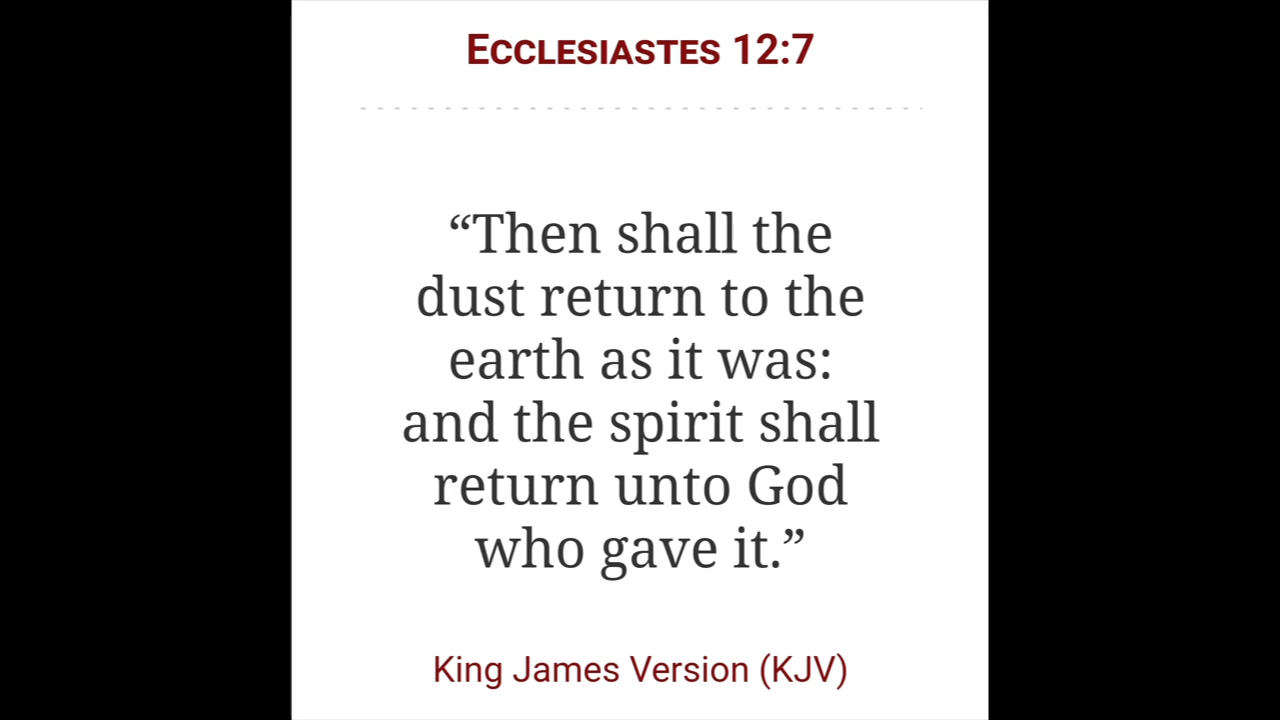 Ecclesiastes 12:7
“Then shall the
dust return to the
earth as it was:
and the spirit shall
return unto God
who gave it.”
King James Version (KJV)